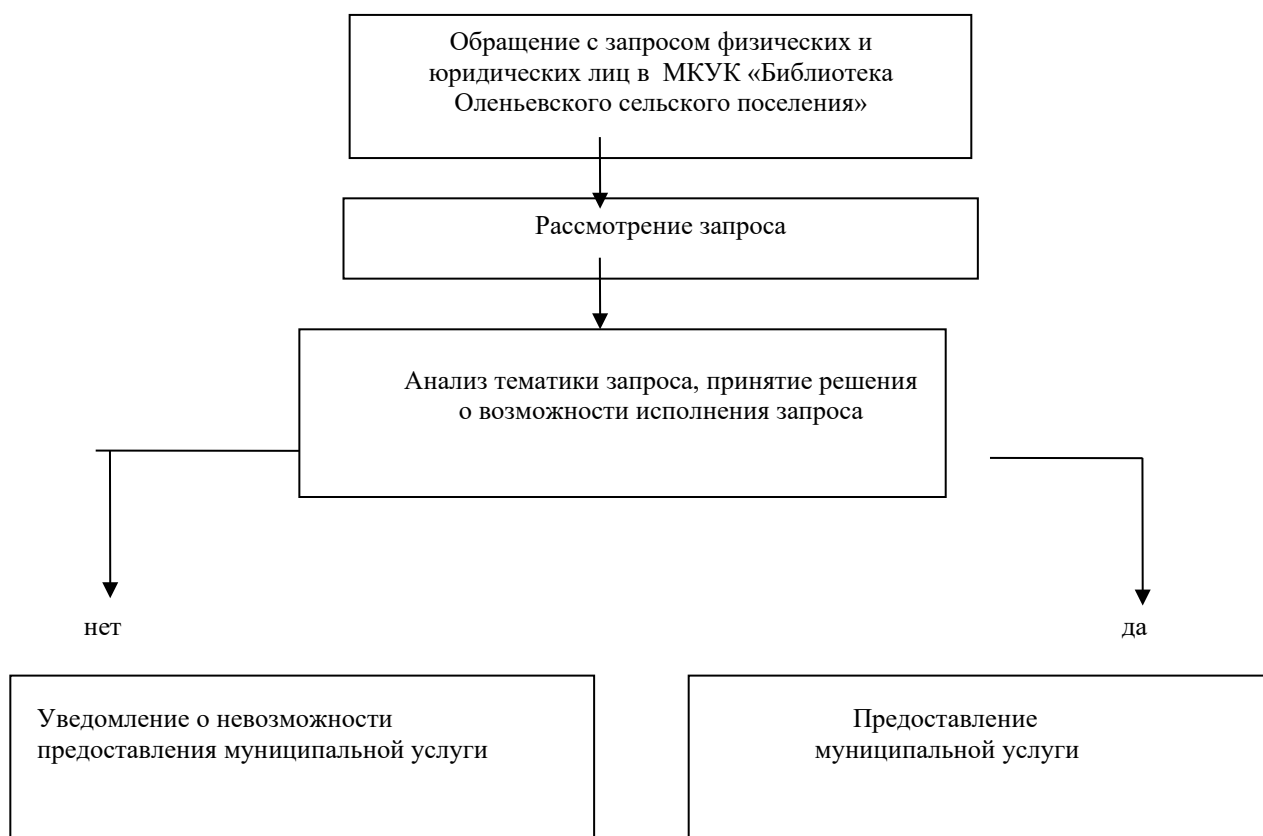 Обращение с запросом физических и
юридических лиц в МКУК «Библиотека
Оленьевского сельского поселения»
Рассмотрение запроса
Анализ тематики запроса, принятие решения
о возможности исполнения запроса
нет
да
Уведомление о невозможности
предоставления муниципальной услуги
Предоставление
муниципальной услуги